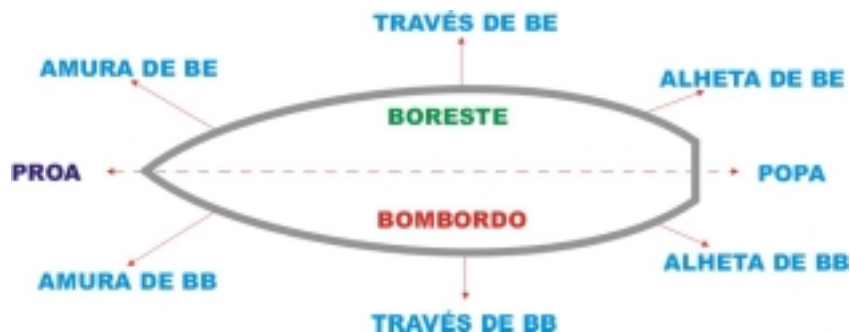 TRAVÉS DE BE
AMURA DE BE
ALHETA DE BE
BORESTE
PROA
POPA
BOMBORDO
AMURA DE BB
ALHETA DE BB
TRAVÉS DE BB